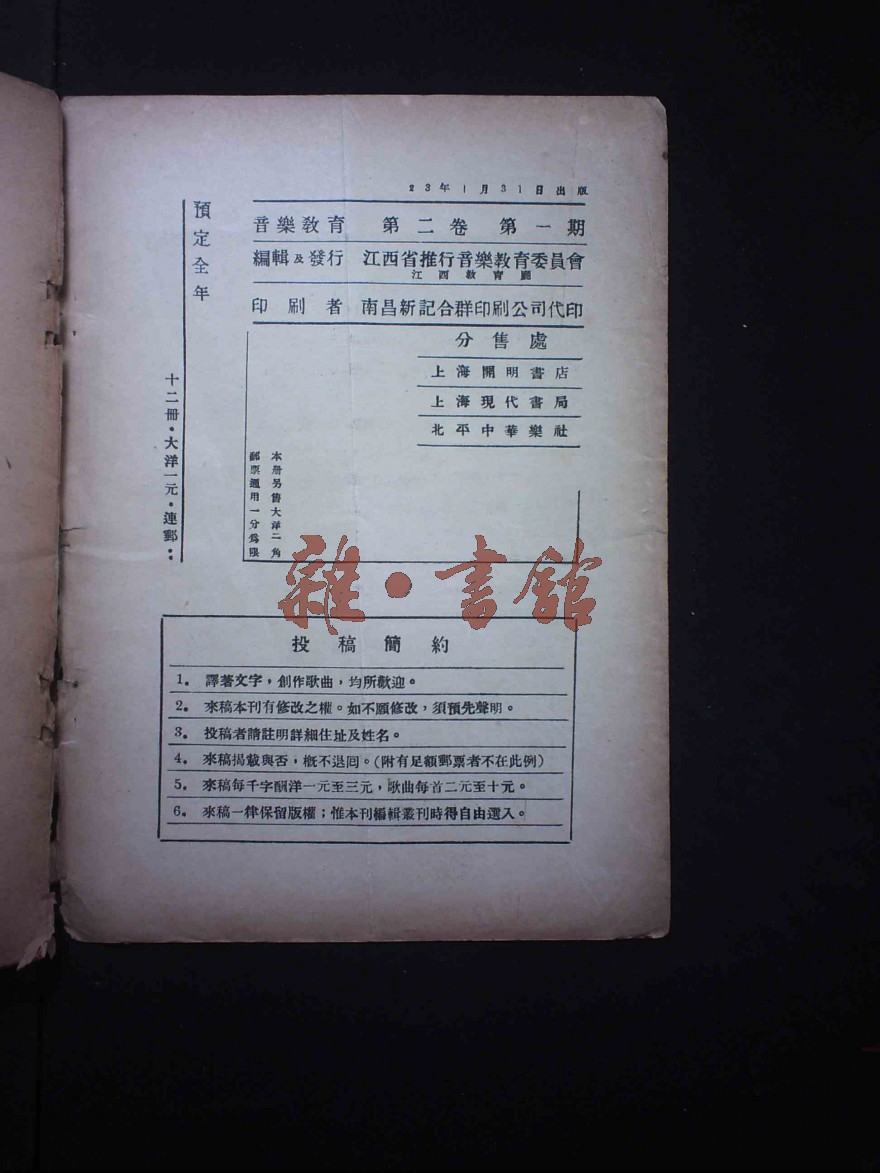 23年1月31日出版
音樂教育 第二卷 第一期
編輯及發行 江西省推行音樂教育委員會
江西教育廳
印刷者 南昌新記合群印刷公司代印
分售處
上海開明書店
上海現代書局
北平中華樂社
本册另售大洋二角
郵票通用一分為限
預定全年
十二冊·大洋一元·連郵：
雜·書館
投稿簡約
1。 譯著文字，創作歌曲，均所歡迎。
2。 來稿本刊有修改之權。如不願修改，須預先聲明。
3。 投稿者請註明詳細住址及姓名。
4。 來稿揭載與否，概不退囘。(附有足額郵票者不在此例)
5。 來稿每千字酬洋一元至三元，歌曲每首二元至十元。
6。 來稿一律保留版權；惟本刊編輯叢刊時得自由選入。